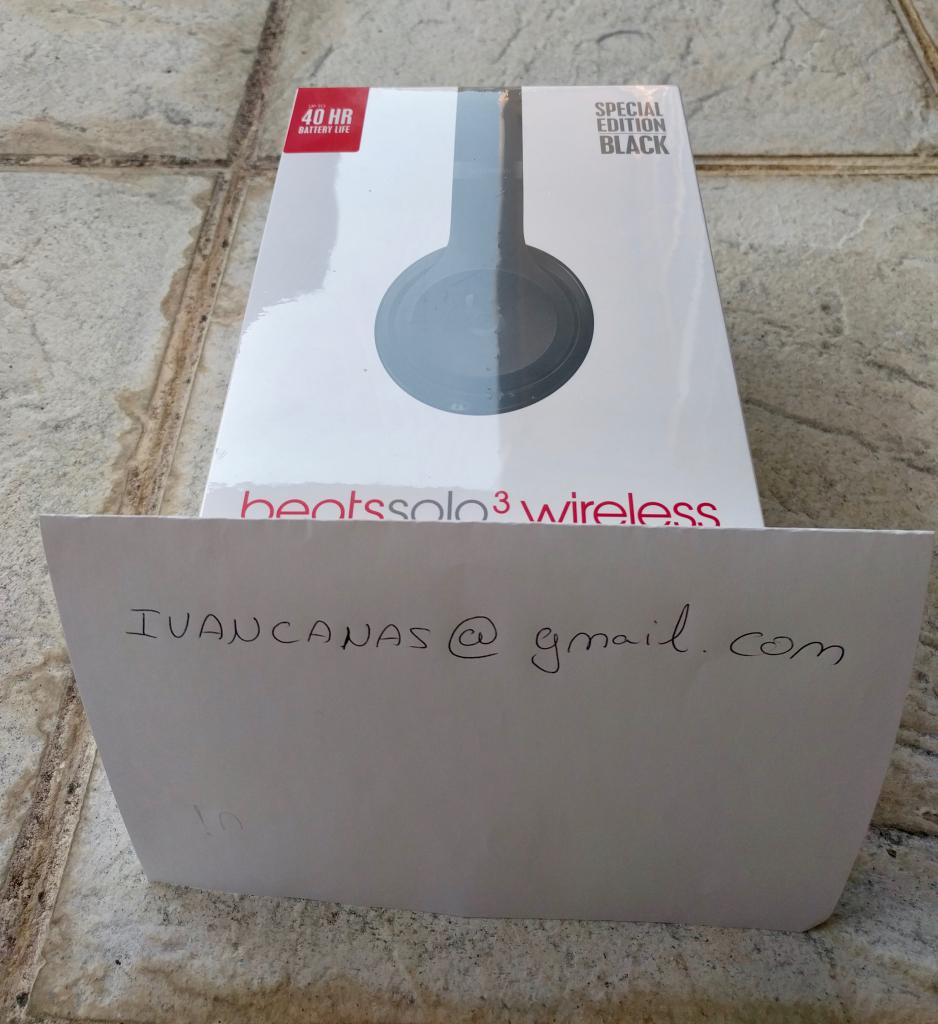 UP TO
40 HR
BATTERY LIFE
SPECIAL
EDITION
BLACK
beatssolo³ wireless
IVANCANAS@gmail.com